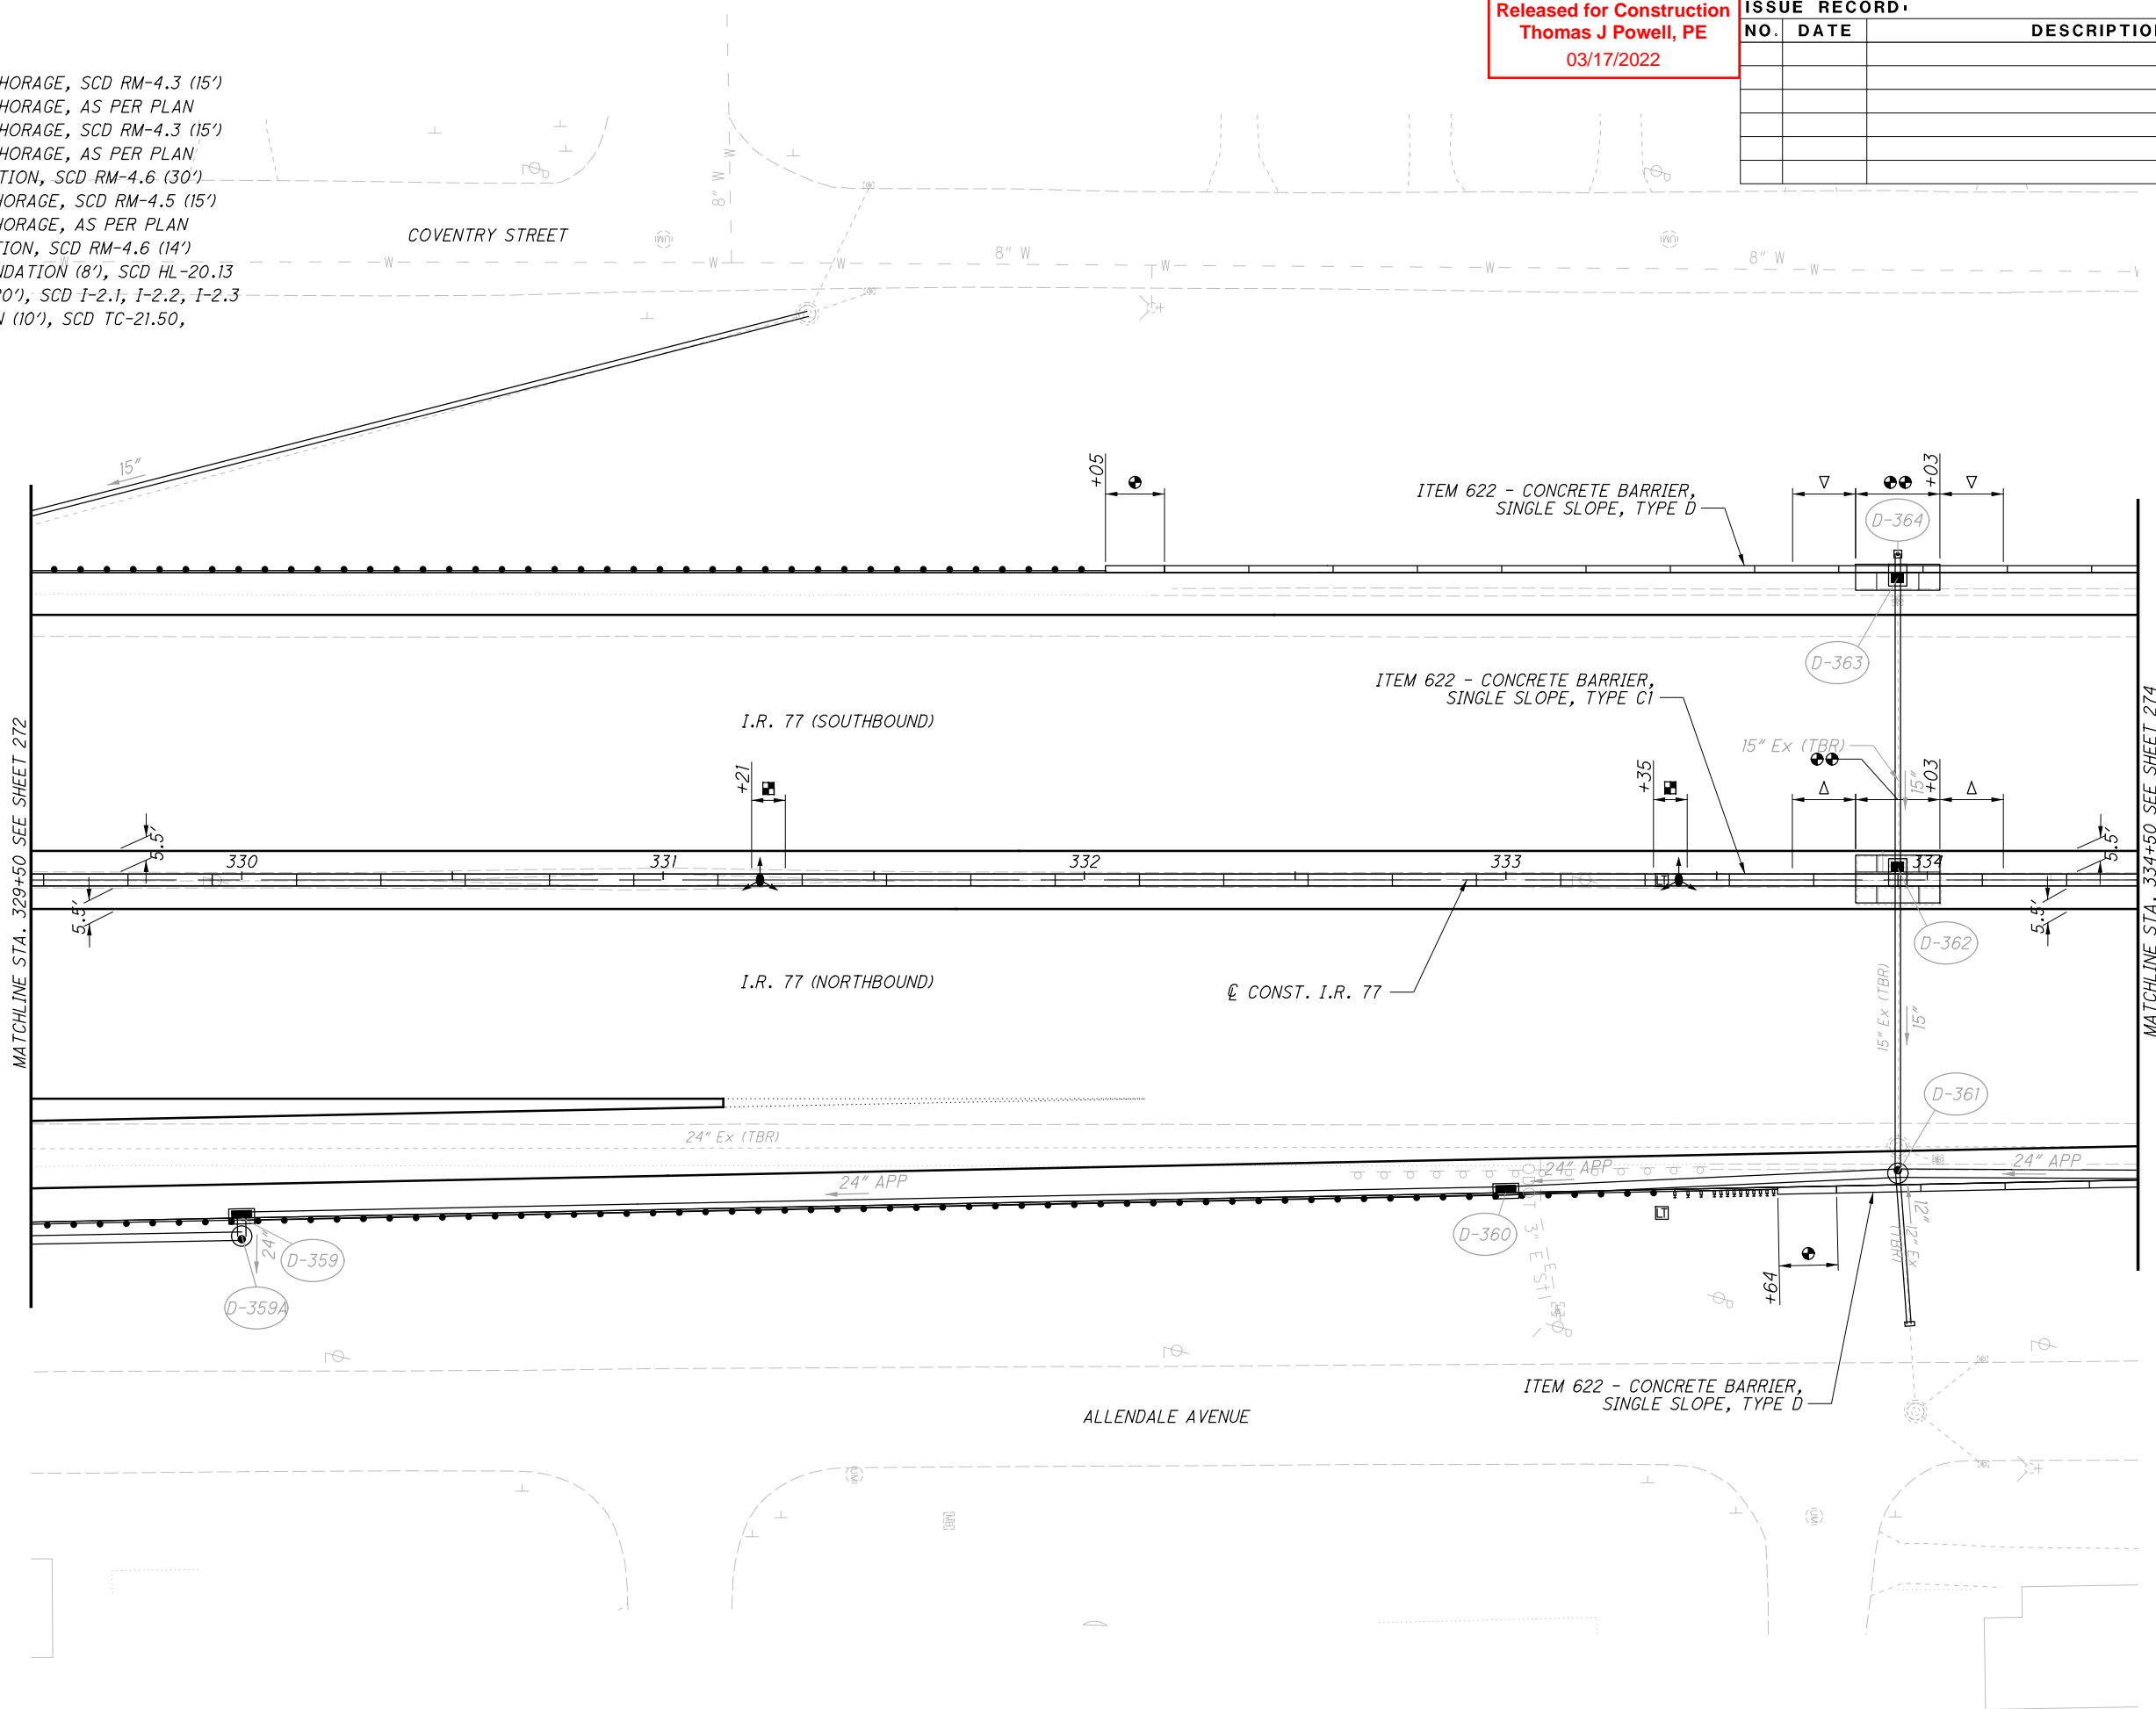 Released for Construction
Thomas J Powell, PE
03/17/2022
ISSUE RECORD:
NO. DATE DESCRIPTION
HORAGE, SCD RM-4.3 (15')
HORAGE, AS PER PLAN
HORAGE, SCD RM-4.3 (15')
HORAGE, AS PER PLAN
TION, SCD RM-4.6 (30')
HORAGE, SCD RM-4.5 (15')
HORAGE, AS PER PLAN
TION, SCD RM-4.6 (14')
NDATION (8'), SCD HL-20.13
20'), SCD I-2.1, I-2.2, I-2.3
N (10'), SCD TC-21.50,
COVENTRY STREET
8" W
8" W
8" W
15"
+05
ITEM 622 - CONCRETE BARRIER,
SINGLE SLOPE, TYPE D
+03
D-364
D-363
ITEM 622 - CONCRETE BARRIER,
SINGLE SLOPE, TYPE C1
I.R. 77 (SOUTHBOUND)
15" Ex (TBR)
15"
+21
+35
+03
MATCHLINE STA. 329+50 SEE SHEET 272
MATCHLINE STA. 334+50 SEE SHEET 274
5.5'
5.5'
330
331
332
333
334
LT
5.5'
5.5'
D-362
I.R. 77 (NORTHBOUND)
℄ CONST. I.R. 77
15" Ex (TBR)
15"
D-361
24" Ex (TBR)
24" APP
24" APP
24" APP
LT
D-360
D-359
24"
D-359A
12"
12" Ex
(TBR)
+64
ITEM 622 - CONCRETE BARRIER,
SINGLE SLOPE, TYPE D
ALLENDALE AVENUE